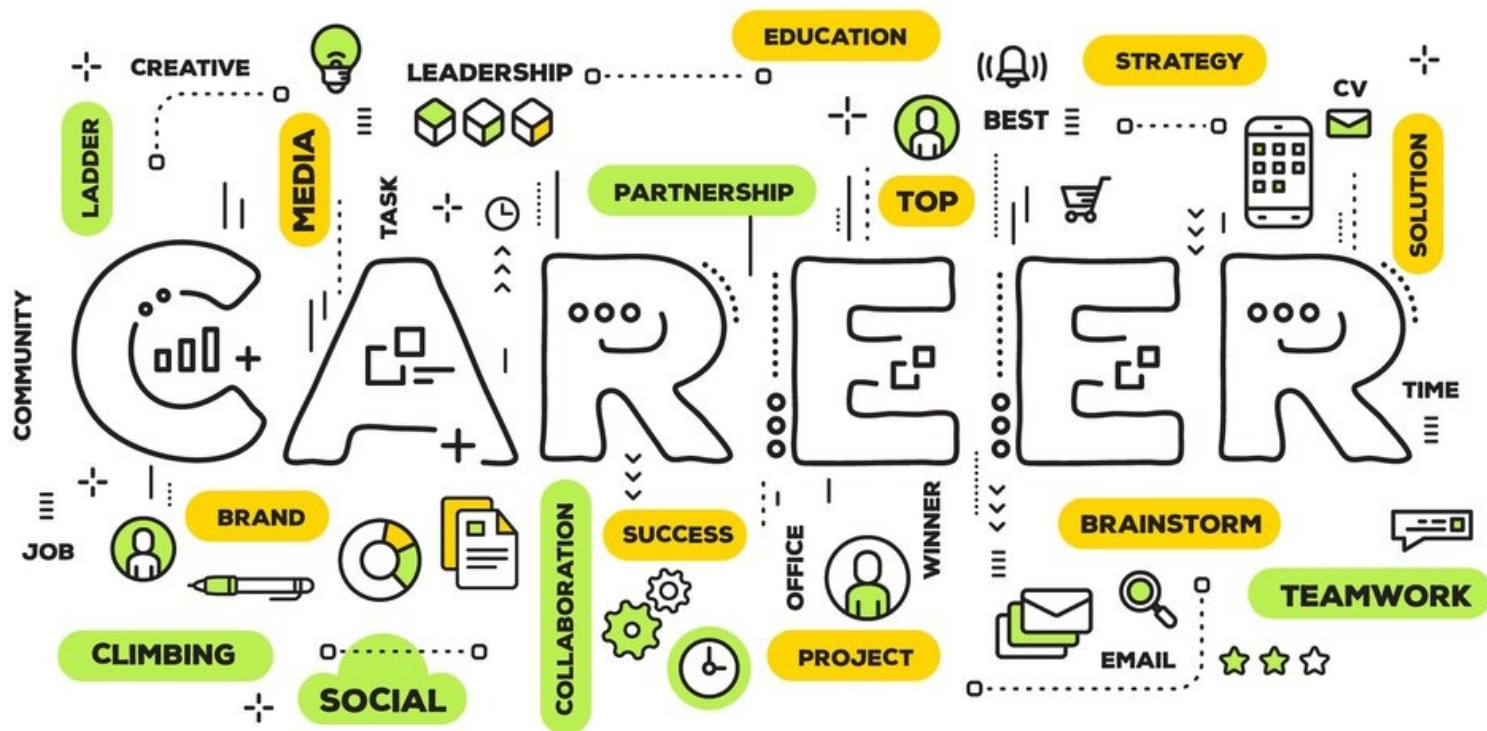 EDUCATION
STRATEGY
CREATIVE
LEADERSHIP
CV
BEST
LADDER
MEDIA
TASK
PARTNERSHIP
TOP
SOLUTION
COMMUNITY
CAREER
TIME
JOB
BRAND
COLLABORATION
SUCCESS
OFFICE
WINNER
BRAINSTORM
TEAMWORK
CLIMBING
SOCIAL
PROJECT
EMAIL